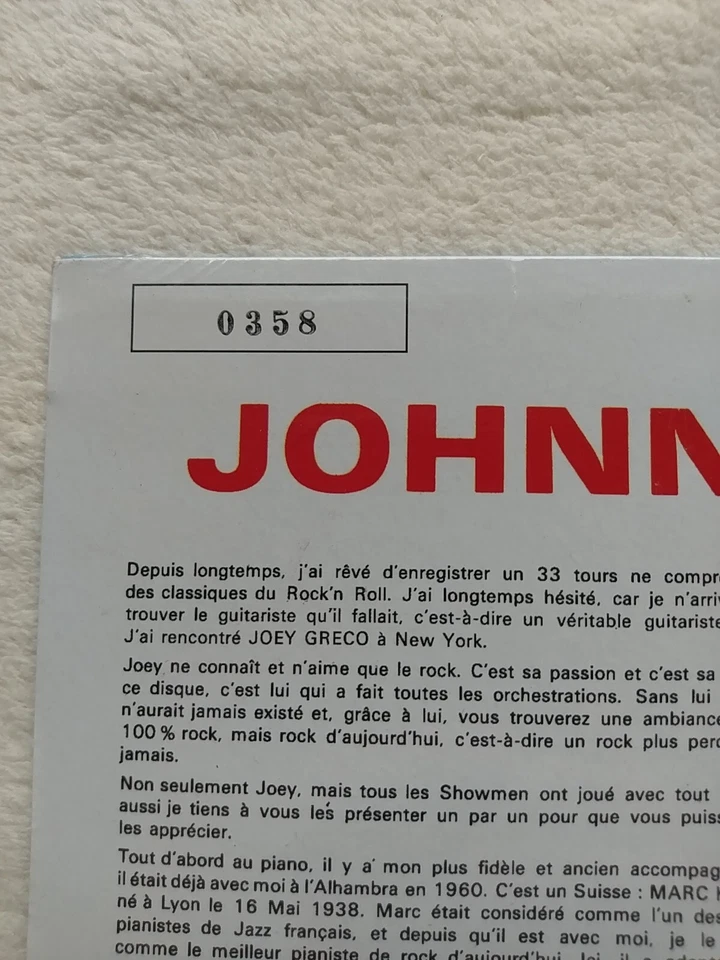 0358
JOHNN
Depuis longtemps, j'ai rêvé d'enregistrer un 33 tours ne compre
des classiques du Rock'n Roll. J'ai longtemps hésité, car je n'arriv
trouver le guitariste qu'il fallait, c'est-à-dire un véritable guitariste
J'ai rencontré JOEY GRECO à New York.
Joey ne connaît et n'aime que le rock. C'est sa passion et c'est sa
ce disque, c'est lui qui a fait toutes les orchestrations. Sans lui
n'aurait jamais existé et, grâce à lui, vous trouverez une ambiance
100 % rock, mais rock d'aujourd'hui, c'est-à-dire un rock plus perc
jamais.
Non seulement Joey, mais tous les Showmen ont joué avec tout
aussi je tiens à vous les présenter un par un pour que vous puiss
les apprécier.
Tout d'abord au piano, il y a mon plus fidèle et ancien accompag
il était déjà avec moi à l'Alhambra en 1960. C'est un Suisse : MARC
né à Lyon le 16 Mai 1938. Marc était considéré comme l'un des
pianistes de Jazz français, et depuis qu'il est avec moi, je le
comme le meilleur pianiste de rock d'aujourd'hui. Ici, il a